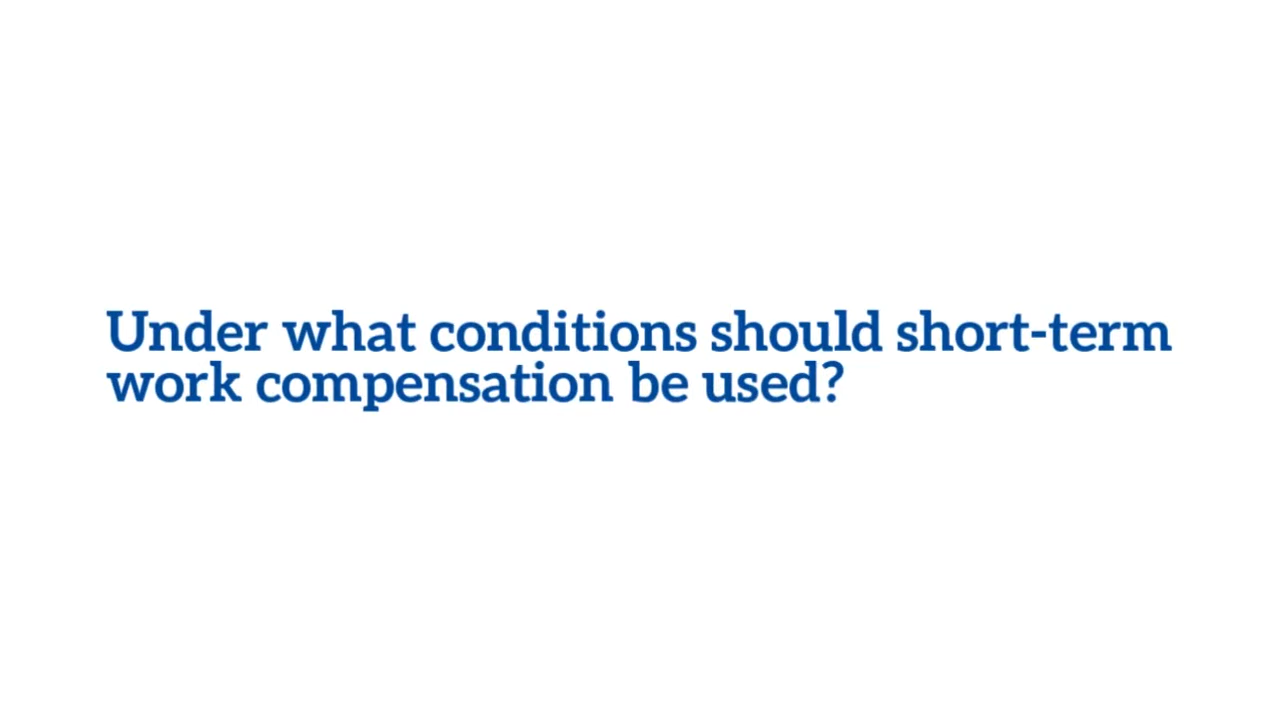 Under what conditions should short-term
work compensation be used?